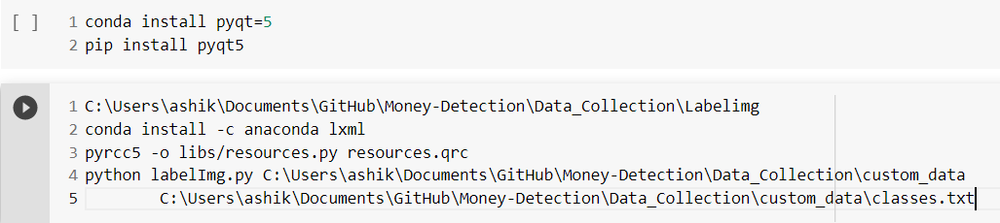 [ ] 1 conda install pyqt=5
2 pip install pyqt5
1 C:\Users\ashik\Documents\GitHub\Money-Detection\Data_Collection\Labelimg
2 conda install -c anaconda lxml
3 pyrcc5 -o libs/resources.py resources.qrc
4 python labelImg.py C:\Users\ashik\Documents\GitHub\Money-Detection\Data_Collection\custom_data
5 C:\Users\ashik\Documents\GitHub\Money-Detection\Data_Collection\custom_data\classes.txt